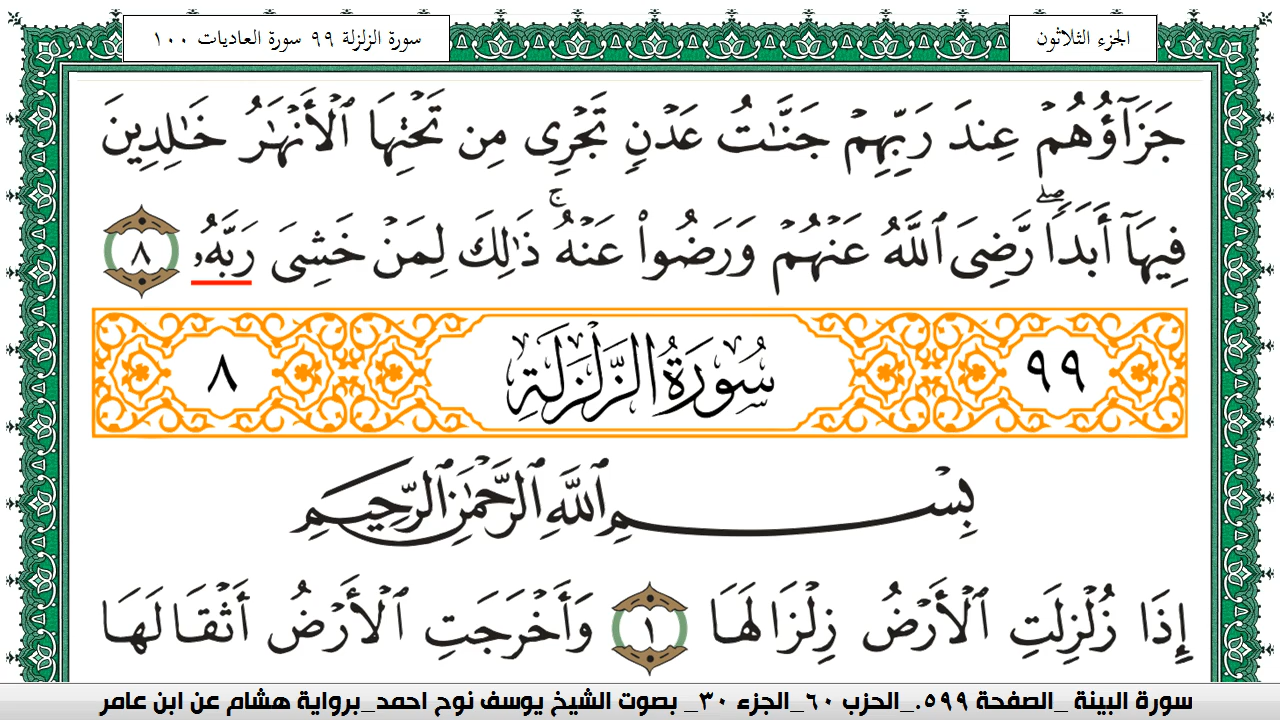 الجزء الثلاثون
سورة الزلزلة ٩٩ سورة العاديات ١٠٠
جَزَآؤُهُمْ عِندَ رَبِّهِمْ جَنَّـٰتُ عَدْنٍ تَجْرِى مِن تَحْتِهَا ٱلْأَنْهَـٰرُ خَـٰلِدِينَ
فِيهَآ أَبَدًا ۖ رَّضِىَ ٱللَّهُ عَنْهُمْ وَرَضُوا۟ عَنْهُ ۚ ذَٰلِكَ لِمَنْ خَشِىَ رَبَّهُۥ ٨
٩٩ سُورَةُ الزَّلْزَلَةِ ٨
بِسْمِ ٱللَّهِ ٱلرَّحْمَـٰنِ ٱلرَّحِيمِ
إِذَا زُلْزِلَتِ ٱلْأَرْضُ زِلْزَالَهَا ١ وَأَخْرَجَتِ ٱلْأَرْضُ أَثْقَالَهَا
سورة البينة _الصفحة ٥٩٩._الحزب ٦٠_الجزء ٣٠_ بصوت الشيخ يوسف نوح احمد_برواية هشام عن ابن عامر